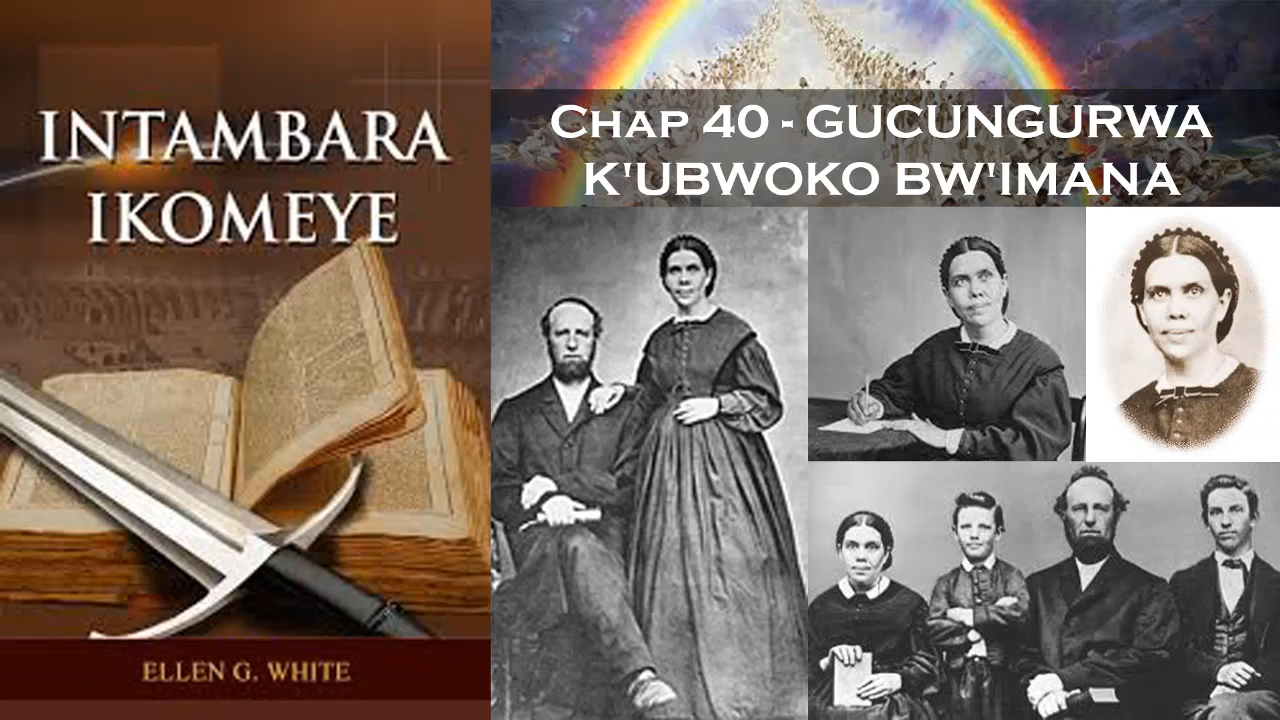 INTAMBARA
IKOMEYE
ELLEN G. WHITE
Chap 40 - GUCUNGURWA
K'UBWOKO BW'IMANA